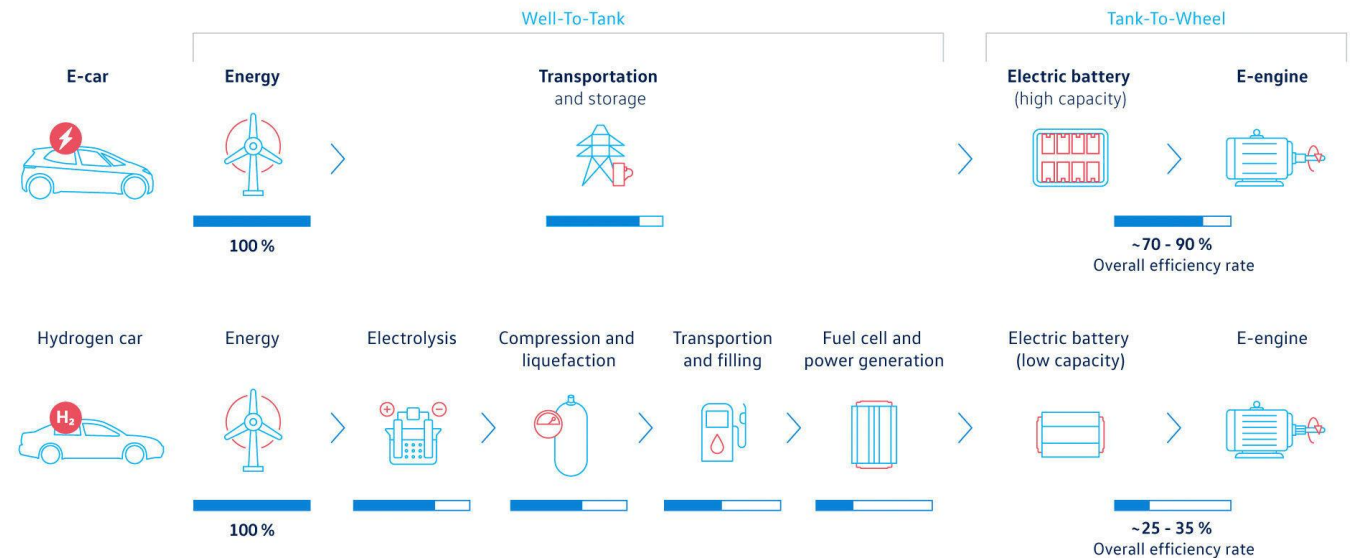 Well-To-Tank
Tank-To-Wheel
E-car
Energy
Transportation
and storage
Electric battery
(high capacity)
E-engine
100 %
~70 - 90 %
Overall efficiency rate
Hydrogen car
Energy
Electrolysis
Compression and
liquefaction
Transportion
and filling
Fuel cell and
power generation
Electric battery
(low capacity)
E-engine
H₂
100 %
~25 - 35 %
Overall efficiency rate